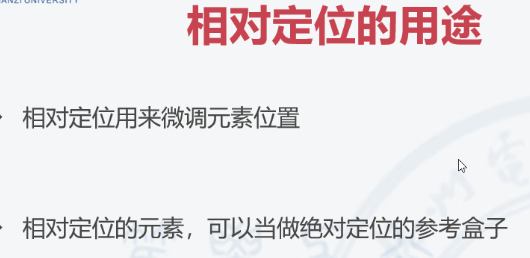 相对定位的用途
相对定位用来微调元素位置
相对定位的元素，可以当做绝对定位的参考盒子